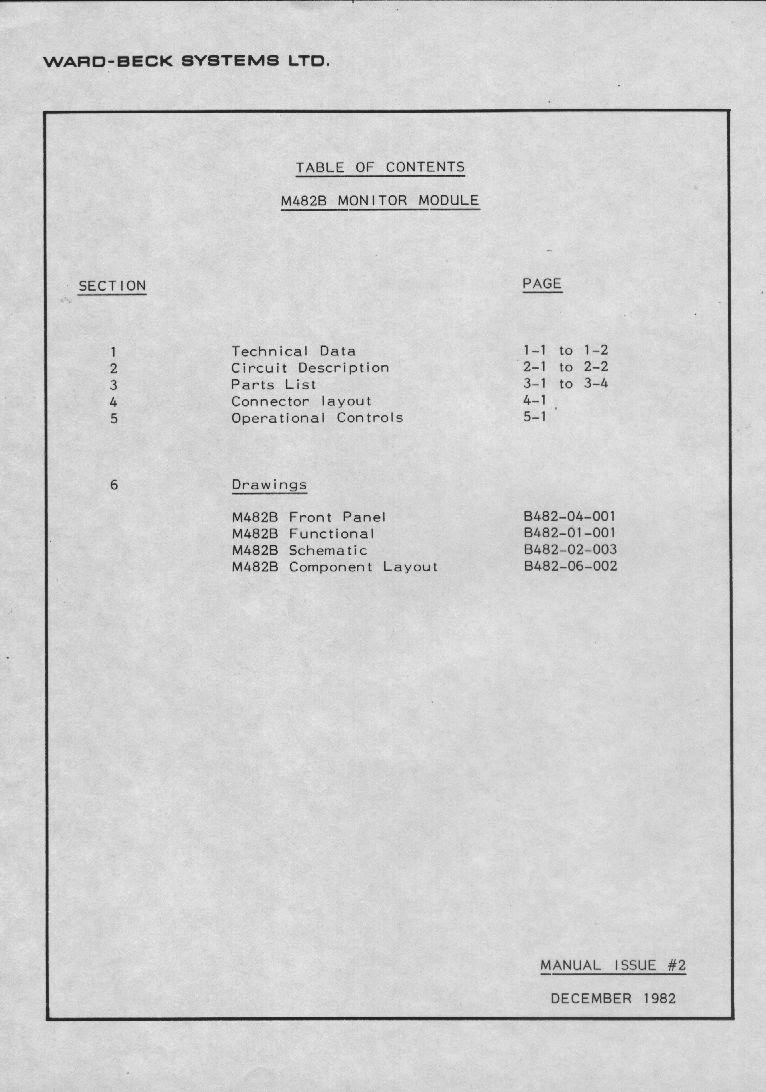 WARD-BECK SYSTEMS LTD.
TABLE OF CONTENTS
M482B MONITOR MODULE
SECTION PAGE
1 Technical Data 1-1 to 1-2
2 Circuit Description 2-1 to 2-2
3 Parts List 3-1 to 3-4
4 Connector layout 4-1
5 Operational Controls 5-1
6 Drawings
M482B Front Panel B482-04-001
M482B Functional B482-01-001
M482B Schematic B482-02-003
M482B Component Layout B482-06-002
MANUAL ISSUE #2
DECEMBER 1982